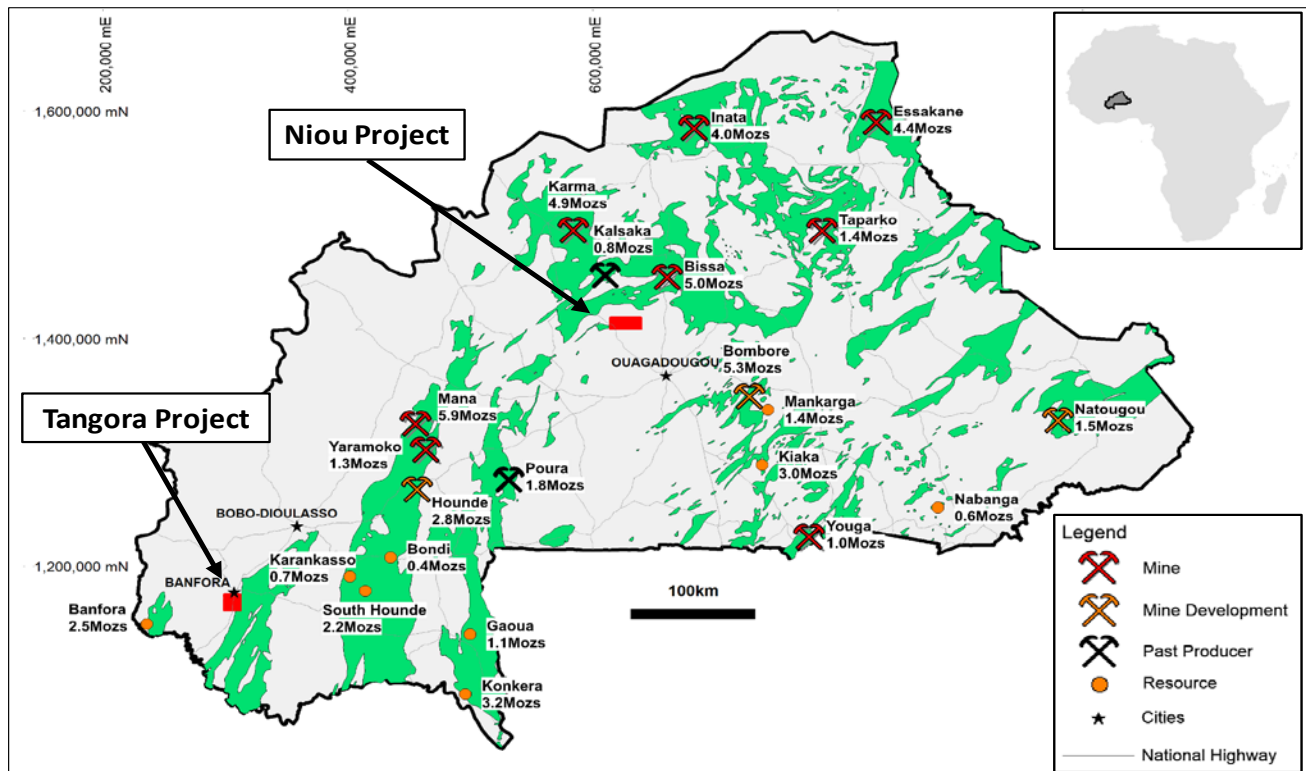 200,000 mE
400,000 mE
600,000 mE
1,600,000 mN
1,400,000 mN
1,200,000 mN
Niou Project
Tangora Project
Inata
4.0Mozs
Essakane
4.4Mozs
Karma
4.9Mozs
Kalsaka
0.8Mozs
Taparko
1.4Mozs
Bissa
5.0Mozs
OUAGADOUGOU
Bombore
5.3Mozs
Mankarga
1.4Mozs
Natougou
1.5Mozs
Mana
5.9Mozs
Yaramoko
1.3Mozs
Poura
1.8Mozs
Kiaka
3.0Mozs
Hounde
2.8Mozs
Nabanga
0.6Mozs
Youga
1.0Mozs
BOBO-DIOULASSO
Karankasso
0.7Mozs
Bondi
0.4Mozs
BANFORA
Banfora
2.5Mozs
South Hounde
2.2Mozs
Gaoua
1.1Mozs
Konkera
3.2Mozs
100km
Legend
Mine
Mine Development
Past Producer
Resource
Cities
National Highway